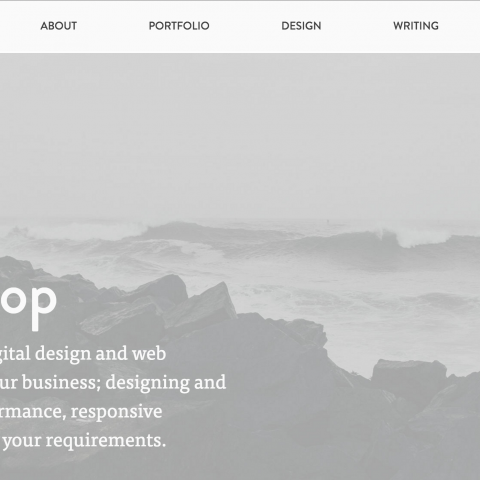 ABOUT PORTFOLIO DESIGN WRITING
op
gital design and web
ur business; designing and
rmance, responsive
your requirements.